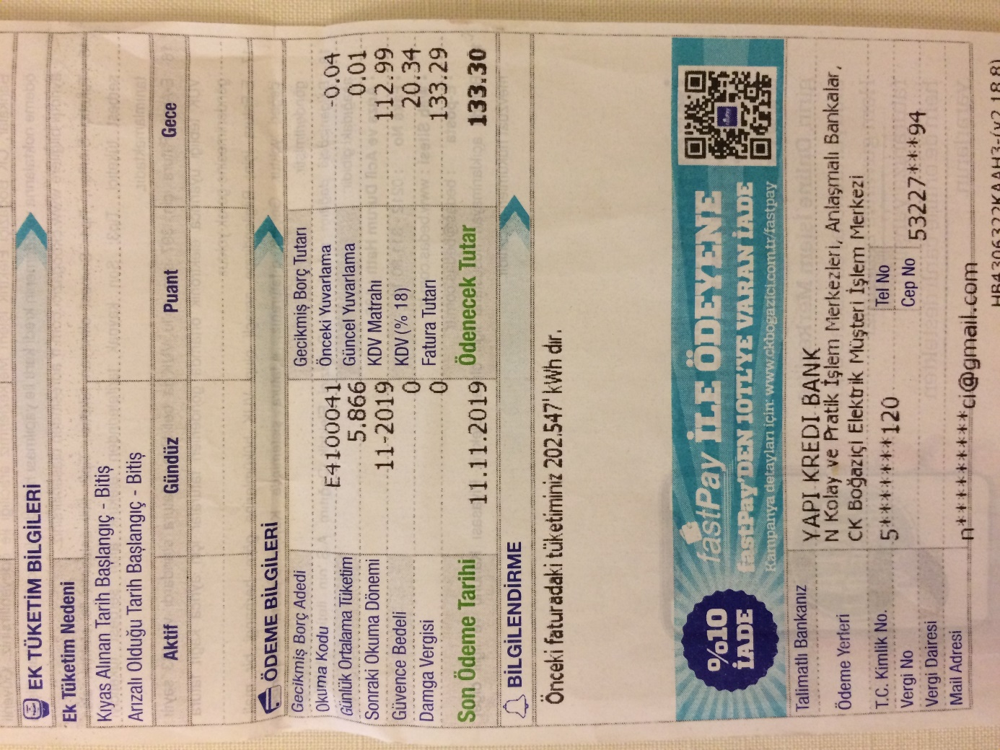 EK TÜKETİM BİLGİLERİ
Ek Tüketim Nedeni
Kıyas Alınan Tarih Başlangıç - Bitiş
Arızalı Olduğu Tarih Başlangıç - Bitiş
Aktif Gündüz Puant Gece
ÖDEME BİLGİLERİ
Gecikmiş Borç Adedi Gecikmiş Borç Tutarı
Okuma Kodu E4100041 Önceki Yuvarlama -0.04
Günlük Ortalama Tüketim 5.866 Güncel Yuvarlama 0.01
Sonraki Okuma Dönemi 11-2019 KDV Matrahı 112.99
Güvence Bedeli 0 KDV (% 18) 20.34
Damga Vergisi 0 Fatura Tutarı 133.29
Son Ödeme Tarihi 11.11.2019 Ödenecek Tutar 133.30
BİLGİLENDİRME
Önceki faturadaki tüketiminiz 202.547' kWh dir.
%10
İADE
fastPay İLE ÖDEYENE
fastPay'DEN 10TL'YE VARAN İADE
Kampanya detayları için: www.ckbogazici.com.tr/fastpay
Talimatlı Bankanız YAPI KREDI BANK
Ödeme Yerleri N Kolay ve Pratik İşlem Merkezleri, Anlaşmalı Bankalar,
CK Boğaziçi Elektrik Müşteri İşlem Merkezi
T.C. Kimlik No. 5*******120 Tel No
Vergi No Cep No 53227***94
Vergi Dairesi
Mail Adresi n*********ci@gmail.com